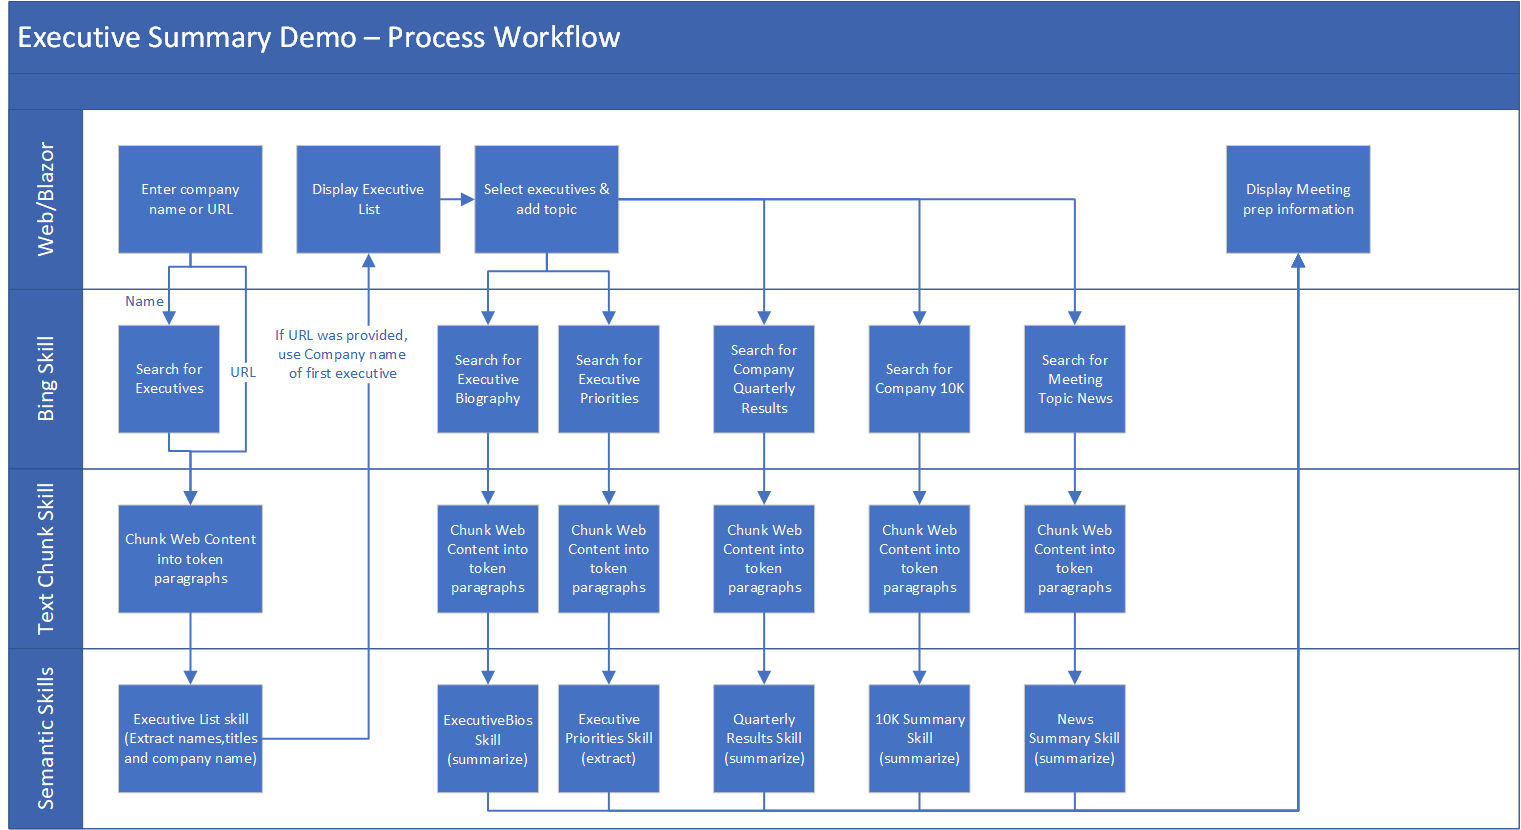 Executive Summary Demo – Process Workflow
Web/Blazor
Enter company
name or URL
Display Executive
List
Select executives &
add topic
Display Meeting
prep information
Name
URL
If URL was provided,
use Company name
of first executive
Bing Skill
Search for
Executives
Search for
Executive
Biography
Search for
Executive
Priorities
Search for
Company
Quarterly
Results
Search for
Company 10K
Search for
Meeting
Topic News
Text Chunk Skill
Chunk Web Content
into token
paragraphs
Chunk Web
Content into
token
paragraphs
Chunk Web
Content into
token
paragraphs
Chunk Web
Content into
token
paragraphs
Chunk Web
Content into
token
paragraphs
Chunk Web
Content into
token
paragraphs
Semantic Skills
Executive List skill
(Extract names,titles
and company name)
ExecutiveBios
Skill
(summarize)
Executive
Priorities Skill
(extract)
Quarterly
Results Skill
(summarize)
10K Summary
Skill
(summarize)
News
Summary Skill
(summarize)